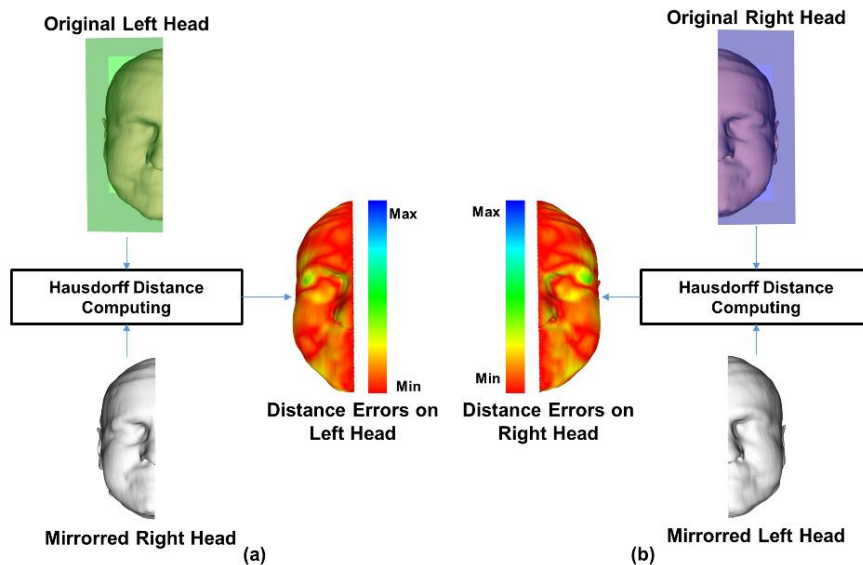 Original Left Head
Original Right Head
Max
Max
Hausdorff Distance
Computing
Hausdorff Distance
Computing
Min
Min
Distance Errors on
Left Head
Distance Errors on
Right Head
Mirrorred Right Head
Mirrorred Left Head
(a)
(b)